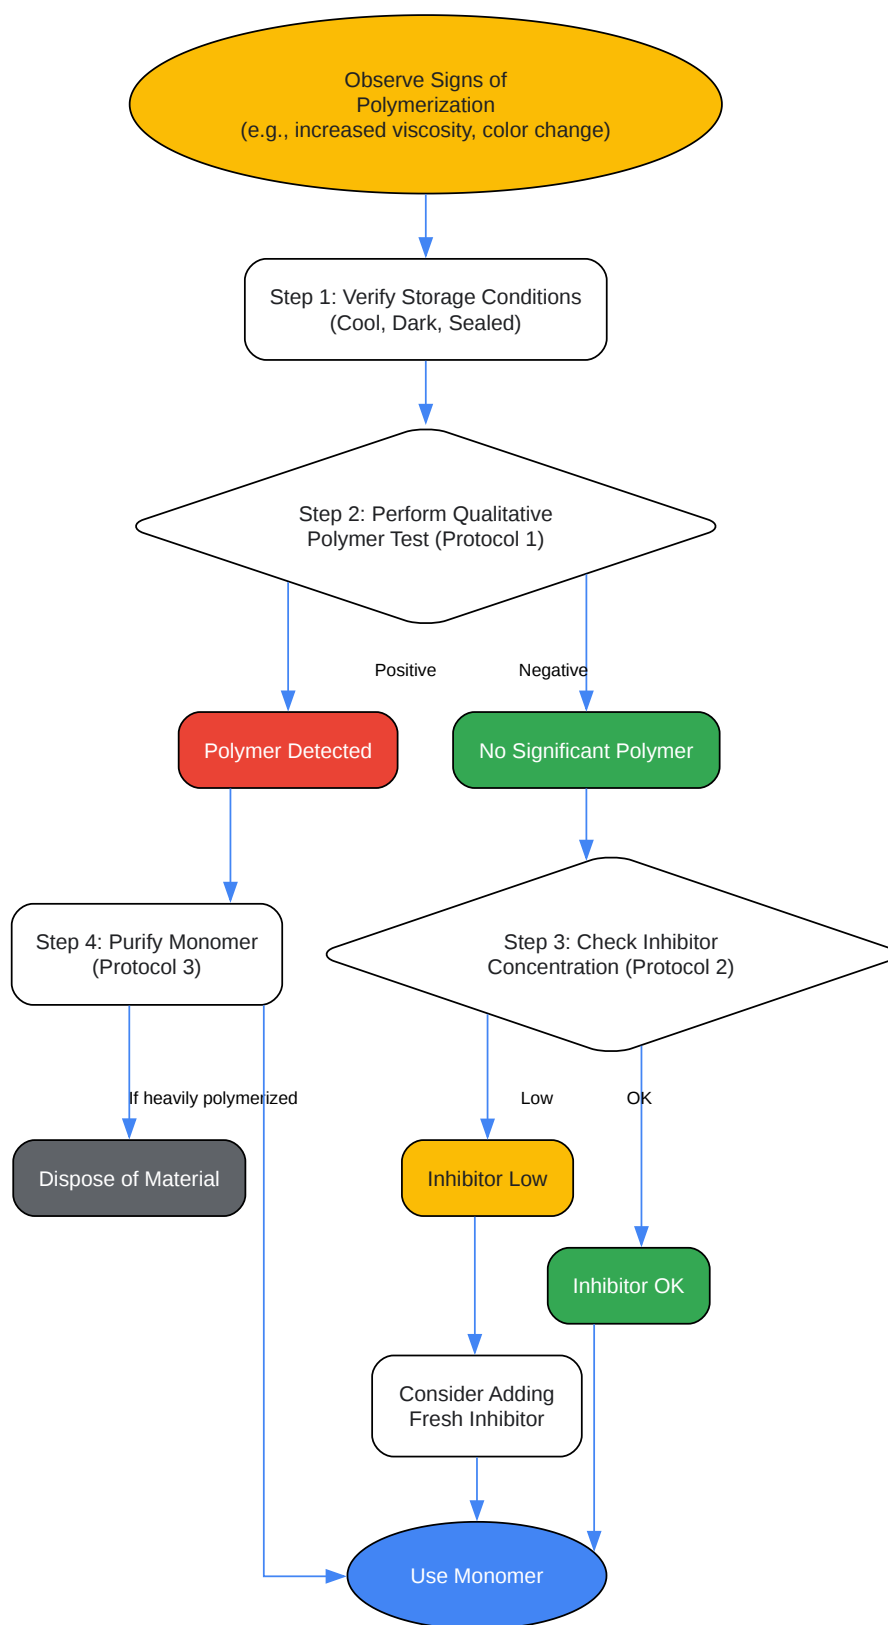 Observe Signs of
Polymerization
(e.g., increased viscosity, color change)
Step 1: Verify Storage Conditions
(Cool, Dark, Sealed)
Step 2: Perform Qualitative
Polymer Test (Protocol 1)
Positive
Negative
Polymer Detected
No Significant Polymer
Step 4: Purify Monomer
(Protocol 3)
Step 3: Check Inhibitor
Concentration (Protocol 2)
If heavily polymerized
Low
OK
Dispose of Material
Inhibitor Low
Inhibitor OK
Consider Adding
Fresh Inhibitor
Use Monomer